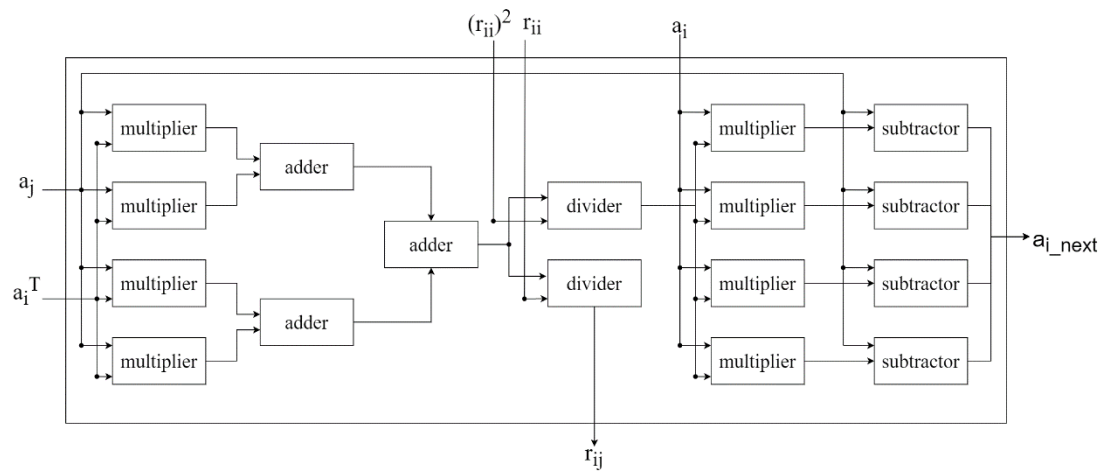 (r_ii)^2 r_ii a_i
multiplier multiplier subtractor
adder
a_j multiplier divider multiplier subtractor
adder a_i_next
a_i^T multiplier divider multiplier subtractor
adder
multiplier multiplier subtractor
r_ij